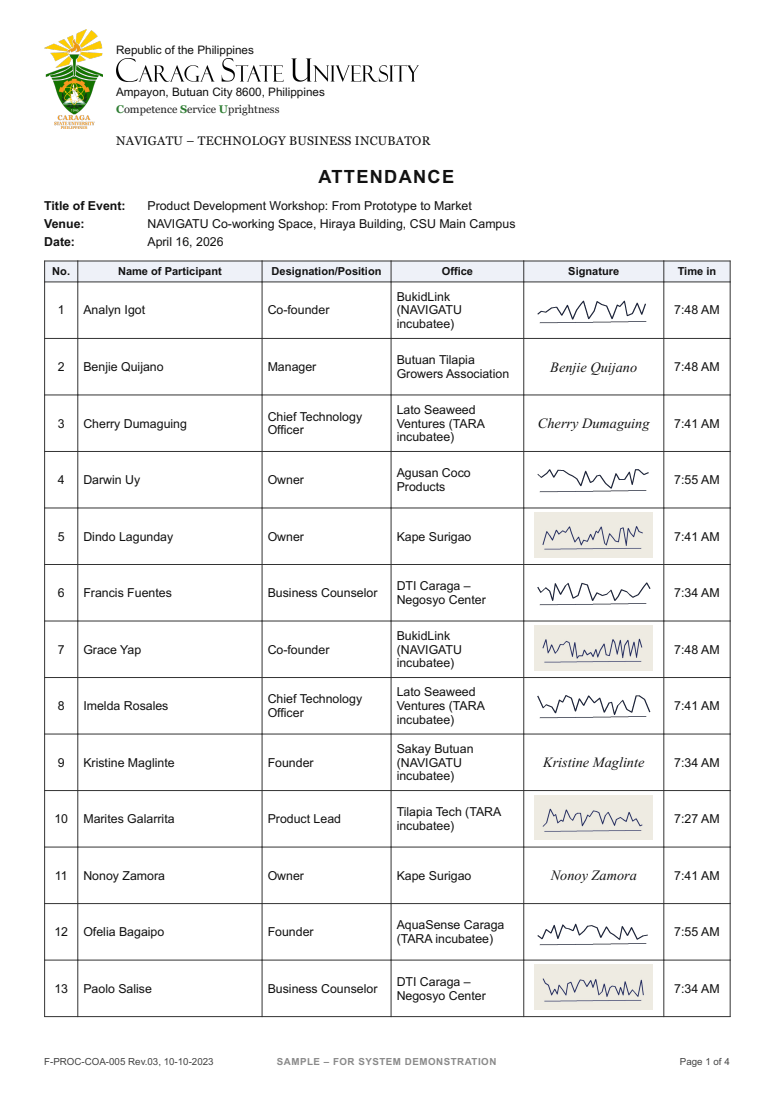 Republic of the Philippines
CARAGA STATE UNIVERSITY
Ampayon, Butuan City 8600, Philippines
Competence Service Uprightness
CARAGA
STATE UNIVERSITY
PHILIPPINES
NAVIGATU – TECHNOLOGY BUSINESS INCUBATOR
ATTENDANCE
Title of Event: Product Development Workshop: From Prototype to Market
Venue: NAVIGATU Co-working Space, Hiraya Building, CSU Main Campus
Date: April 16, 2026
No. Name of Participant Designation/Position Office Signature Time in
1 Analyn Igot Co-founder BukidLink (NAVIGATU incubatee) 7:48 AM
2 Benjie Quijano Manager Butuan Tilapia Growers Association Benjie Quijano 7:48 AM
3 Cherry Dumaguing Chief Technology Officer Lato Seaweed Ventures (TARA incubatee) Cherry Dumaguing 7:41 AM
4 Darwin Uy Owner Agusan Coco Products 7:55 AM
5 Dindo Lagunday Owner Kape Surigao 7:41 AM
6 Francis Fuentes Business Counselor DTI Caraga – Negosyo Center 7:34 AM
7 Grace Yap Co-founder BukidLink (NAVIGATU incubatee) 7:48 AM
8 Imelda Rosales Chief Technology Officer Lato Seaweed Ventures (TARA incubatee) 7:41 AM
9 Kristine Maglinte Founder Sakay Butuan (NAVIGATU incubatee) Kristine Maglinte 7:34 AM
10 Marites Galarrita Product Lead Tilapia Tech (TARA incubatee) 7:27 AM
11 Nonoy Zamora Owner Kape Surigao Nonoy Zamora 7:41 AM
12 Ofelia Bagaipo Founder AquaSense Caraga (TARA incubatee) 7:55 AM
13 Paolo Salise Business Counselor DTI Caraga – Negosyo Center 7:34 AM
F-PROC-COA-005 Rev.03, 10-10-2023 SAMPLE – FOR SYSTEM DEMONSTRATION Page 1 of 4